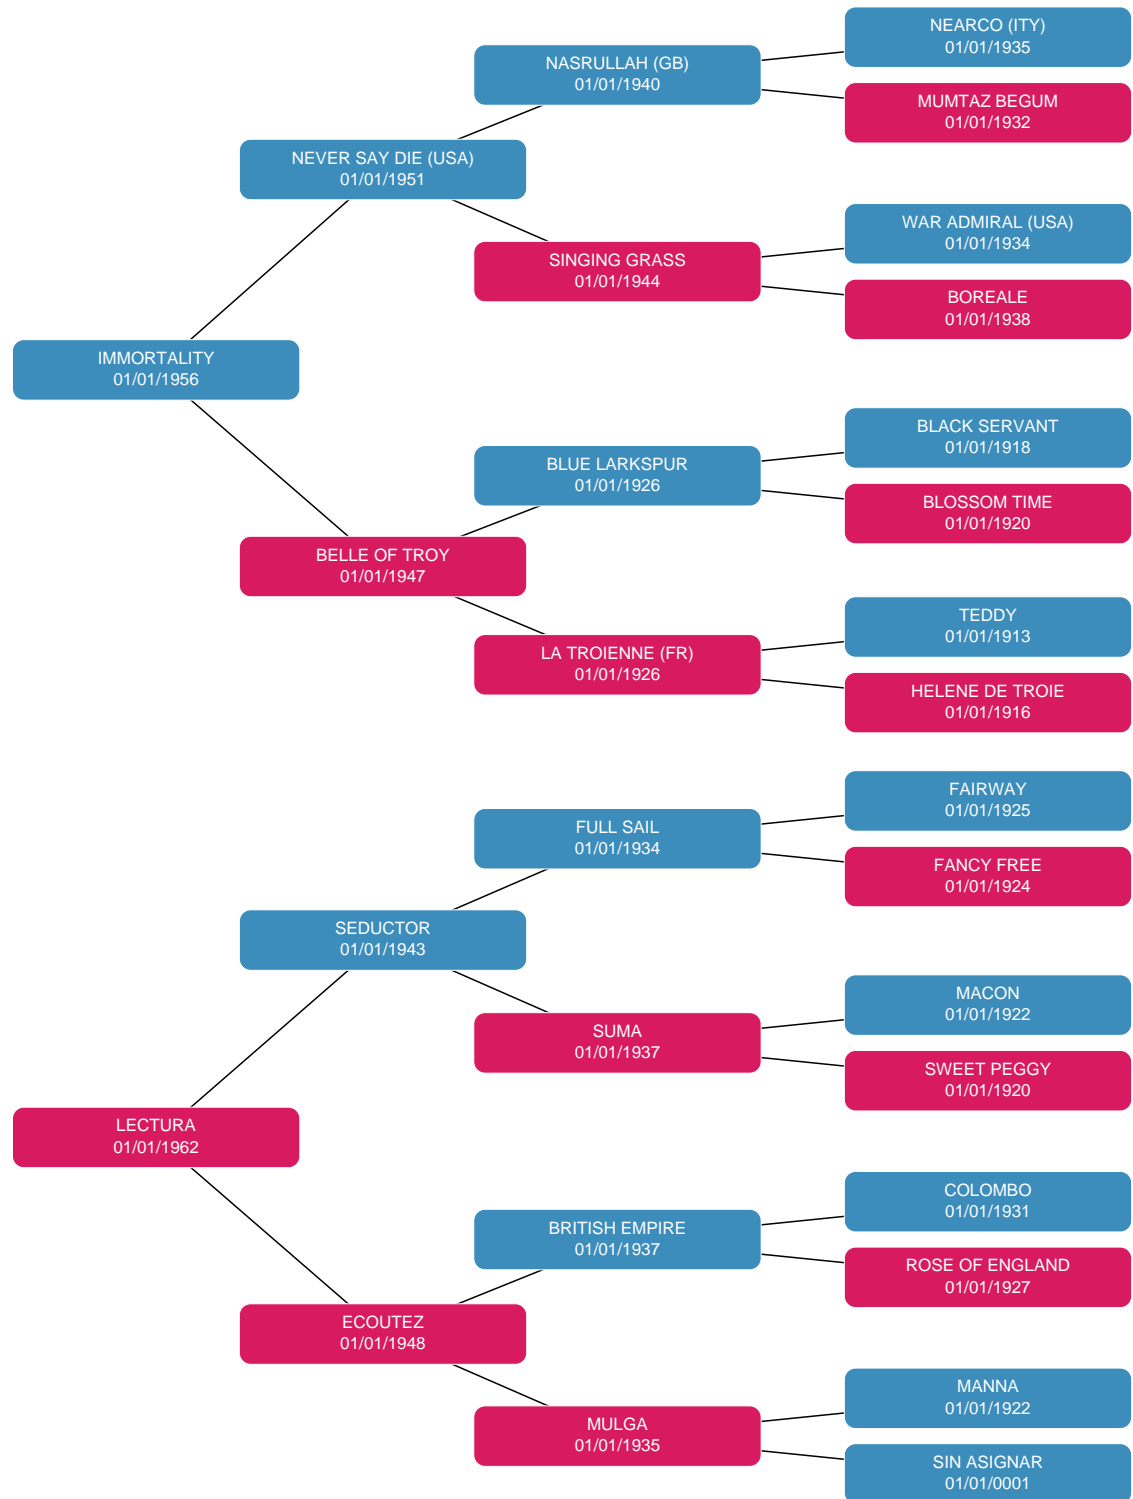 NEARCO (ITY)
01/01/1935
NASRULLAH (GB)
01/01/1940
MUMTAZ BEGUM
01/01/1932
NEVER SAY DIE (USA)
01/01/1951
WAR ADMIRAL (USA)
01/01/1934
SINGING GRASS
01/01/1944
BOREALE
01/01/1938
IMMORTALITY
01/01/1956
BLACK SERVANT
01/01/1918
BLUE LARKSPUR
01/01/1926
BLOSSOM TIME
01/01/1920
BELLE OF TROY
01/01/1947
TEDDY
01/01/1913
LA TROIENNE (FR)
01/01/1926
HELENE DE TROIE
01/01/1916
FAIRWAY
01/01/1925
FULL SAIL
01/01/1934
FANCY FREE
01/01/1924
SEDUCTOR
01/01/1943
MACON
01/01/1922
SUMA
01/01/1937
SWEET PEGGY
01/01/1920
LECTURA
01/01/1962
COLOMBO
01/01/1931
BRITISH EMPIRE
01/01/1937
ROSE OF ENGLAND
01/01/1927
ECOUTEZ
01/01/1948
MANNA
01/01/1922
MULGA
01/01/1935
SIN ASIGNAR
01/01/0001